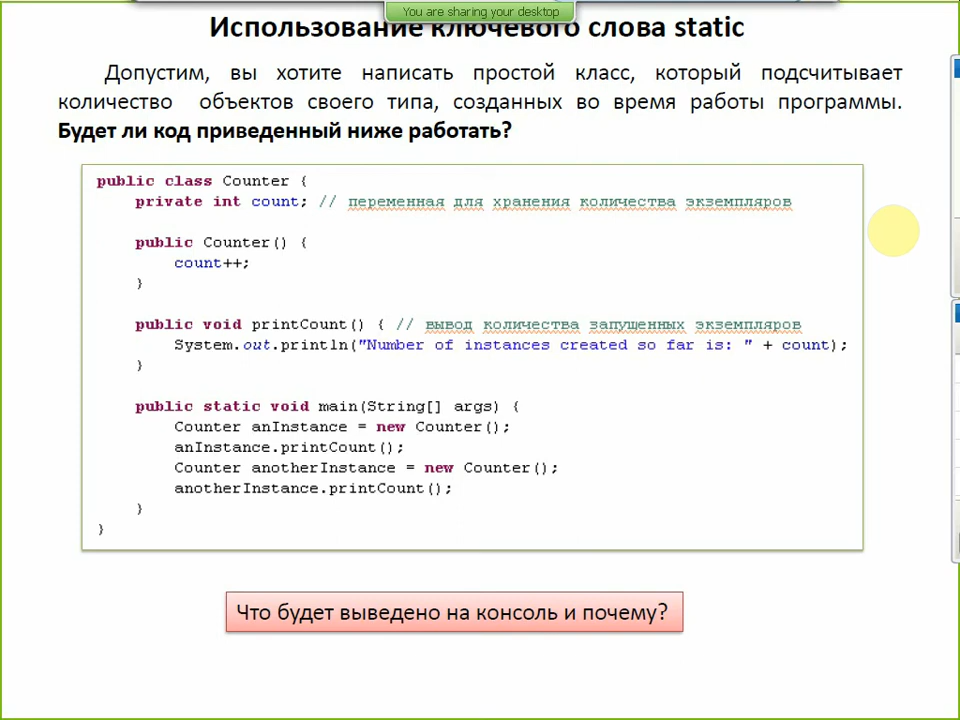 You are sharing your desktop
Использование ключевого слова static
Допустим, вы хотите написать простой класс, который подсчитывает
количество объектов своего типа, созданных во время работы программы.
Будет ли код приведенный ниже работать?
public class Counter {
private int count; // переменная для хранения количества экземпляров
public Counter() {
count++;
}
public void printCount() { // вывод количества запущенных экземпляров
System.out.println("Number of instances created so far is: " + count);
}
public static void main(String[] args) {
Counter anInstance = new Counter();
anInstance.printCount();
Counter anotherInstance = new Counter();
anotherInstance.printCount();
}
}
Что будет выведено на консоль и почему?